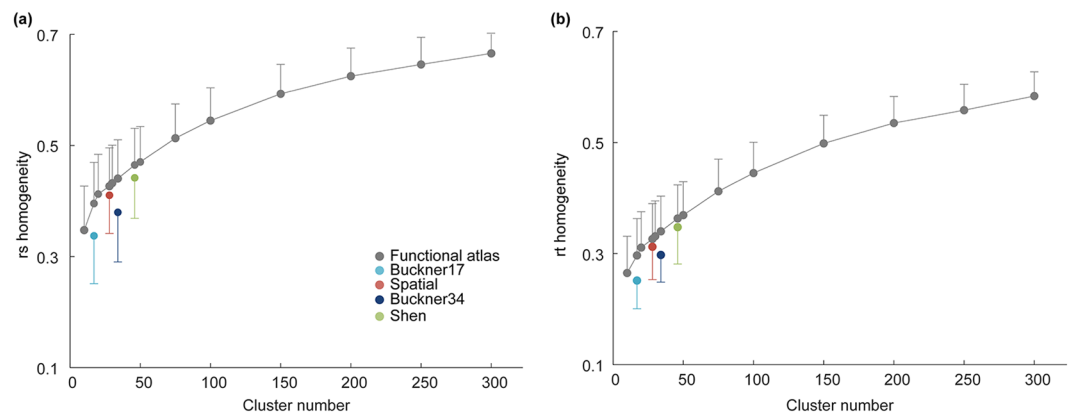 (a)
0.7
0.5
0.3
0.1
rs homogeneity
0 50 100 150 200 250 300
Cluster number
Functional atlas
Buckner17
Spatial
Buckner34
Shen
(b)
0.7
0.5
0.3
0.1
rt homogeneity
0 50 100 150 200 250 300
Cluster number